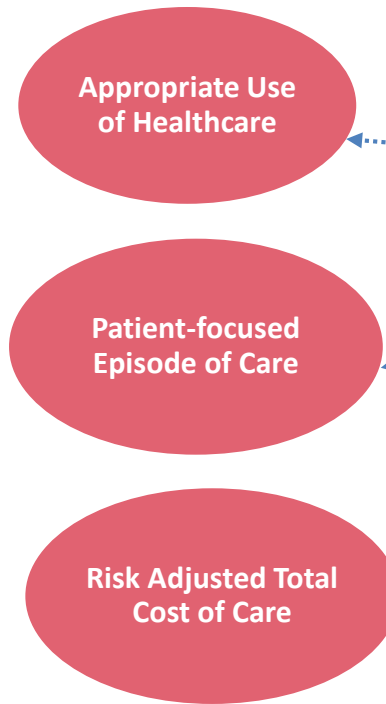 Appropriate Use
of Healthcare
Patient-focused
Episode of Care
Risk Adjusted Total
Cost of Care